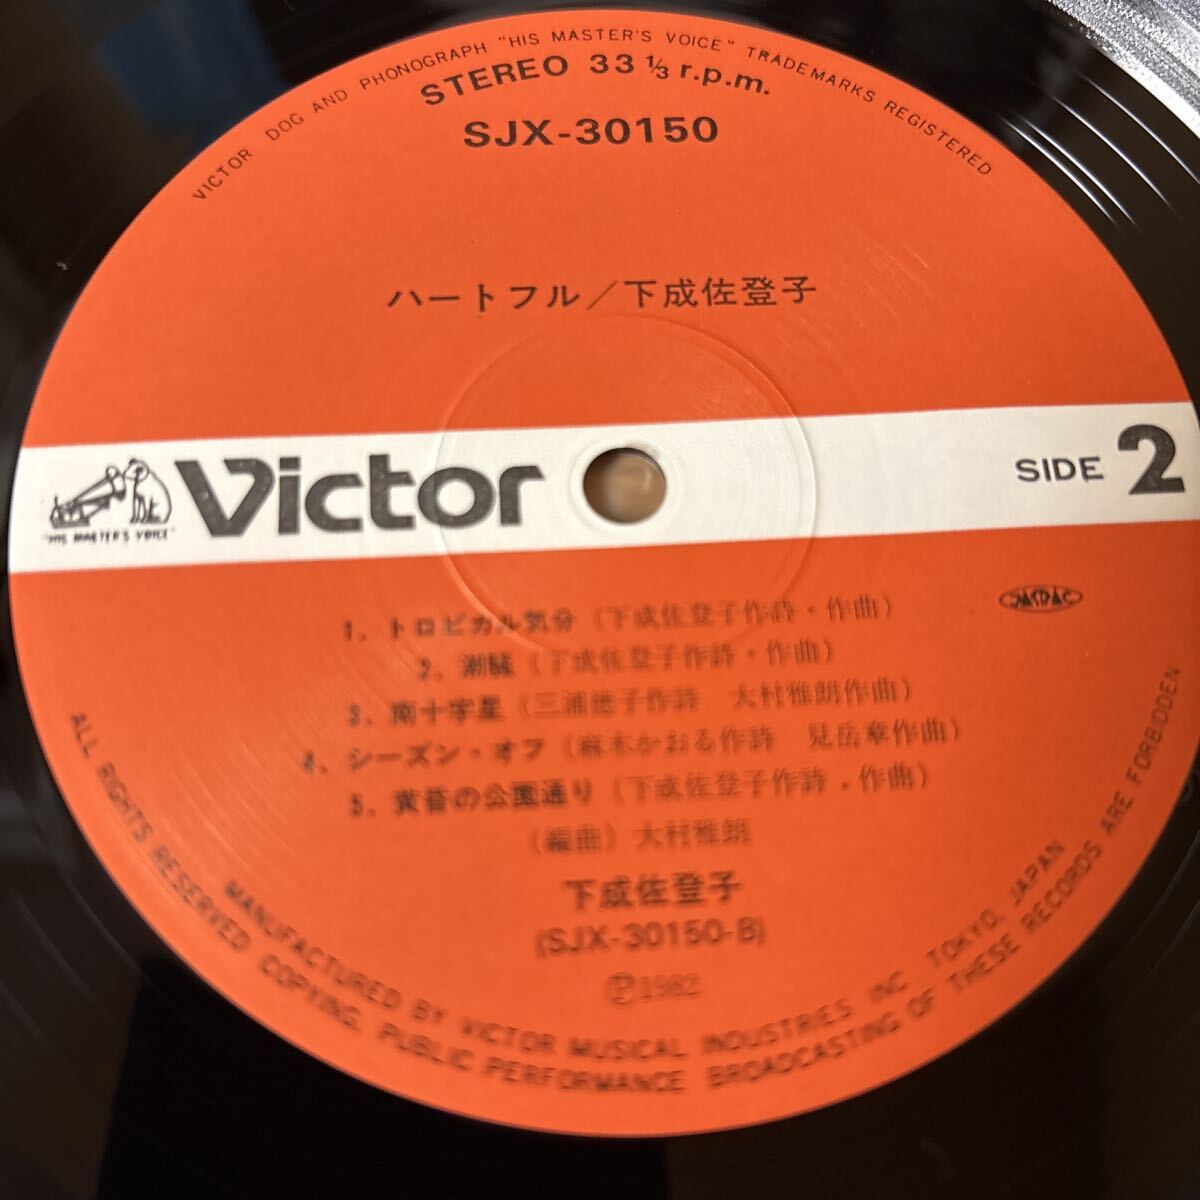 VICTOR DOG AND PHONOGRAPH "HIS MASTER'S VOICE" TRADEMARKS REGISTERED
STEREO 33 1/3 r.p.m.
SJX-30150
ハートフル/下成佐登子
"HIS MASTER'S VOICE"
Victor
SIDE 2
JASRAC
1. トロピカル気分 (下成佐登子作詩・作曲)
2. 潮騒 (下成佐登子作詩・作曲)
3. 南十字星 (三浦徳子作詩 大村雅朗作曲)
4. シーズン・オフ (麻木かおる作詩 見岳章作曲)
5. 黄昏の公園通り (下成佐登子作詩・作曲)
(編曲) 大村雅朗
下成佐登子
(SJX-30150-B)
Ⓟ1982
MANUFACTURED BY VICTOR MUSICAL INDUSTRIES INC TOKYO, JAPAN
ALL RIGHTS RESERVED COPYING, PUBLIC PERFORMANCE BROADCASTING OF THESE RECORDS ARE FORBIDDEN